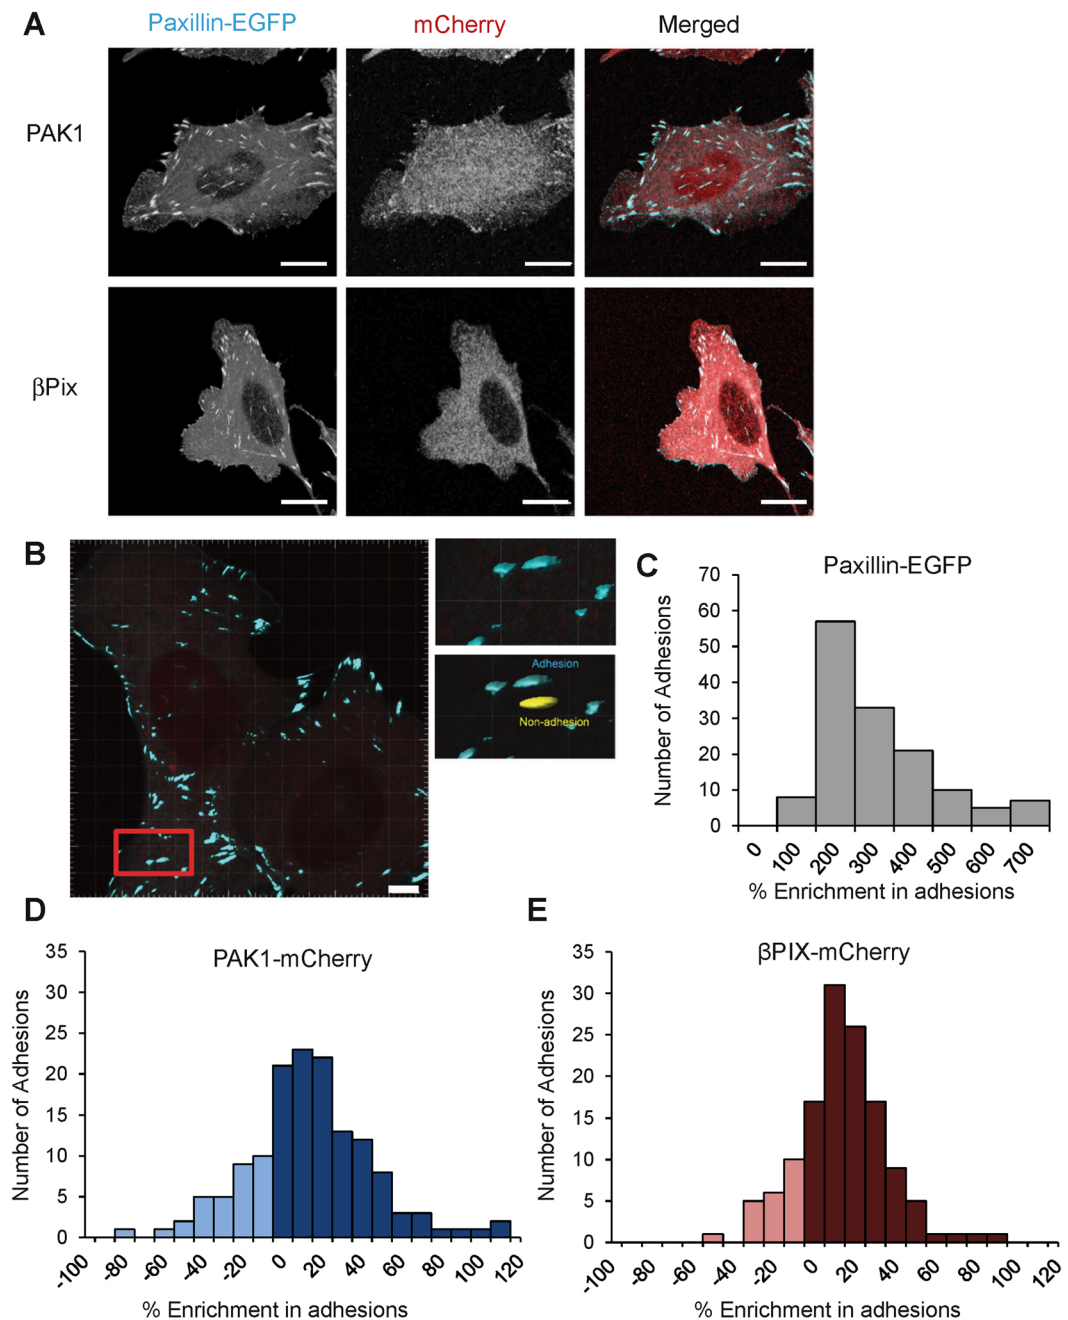 A
Paxillin-EGFP mCherry Merged
PAK1
βPix
B
Adhesion
Non-adhesion
C
Paxillin-EGFP
Number of Adhesions
70
60
50
40
30
20
10
0
0 100 200 300 400 500 600 700
% Enrichment in adhesions
D
PAK1-mCherry
Number of Adhesions
35
30
25
20
15
10
5
0
-100 -80 -60 -40 -20 0 20 40 60 80 100 120
% Enrichment in adhesions
E
βPIX-mCherry
Number of Adhesions
35
30
25
20
15
10
5
0
-100 -80 -60 -40 -20 0 20 40 60 80 100 120
% Enrichment in adhesions